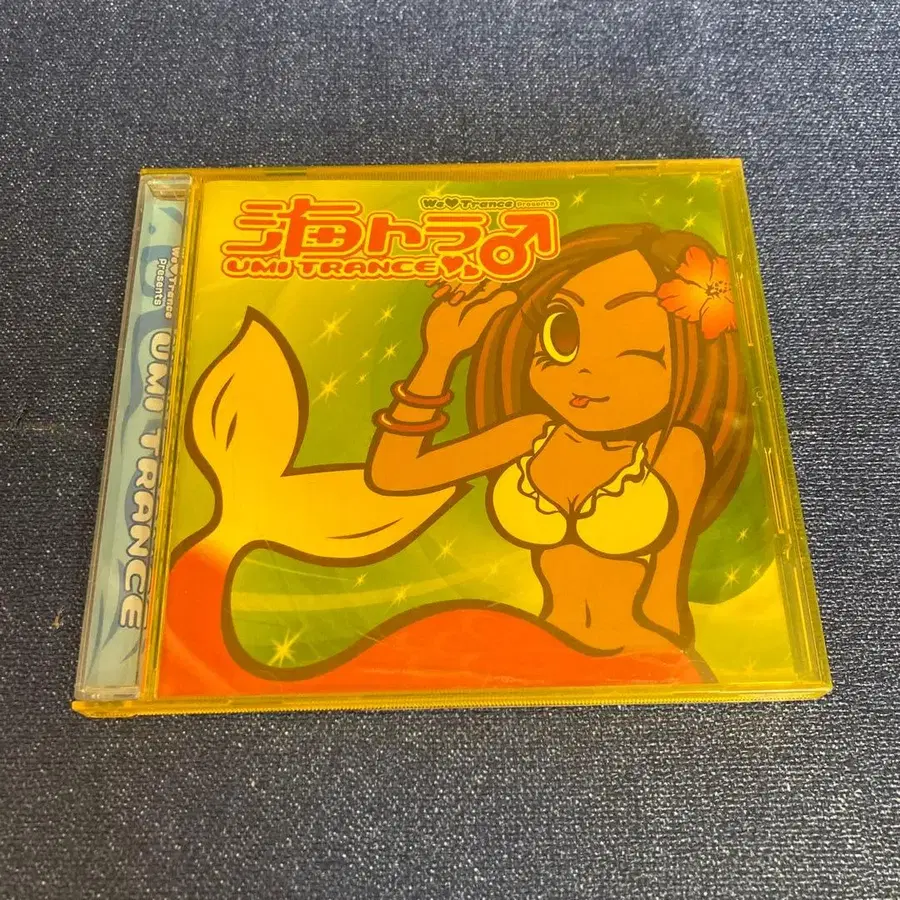 We♥Trance Presents
海トラ♂
UMI TRANCE♥
We♥Trance
presents
UMI TRANCE